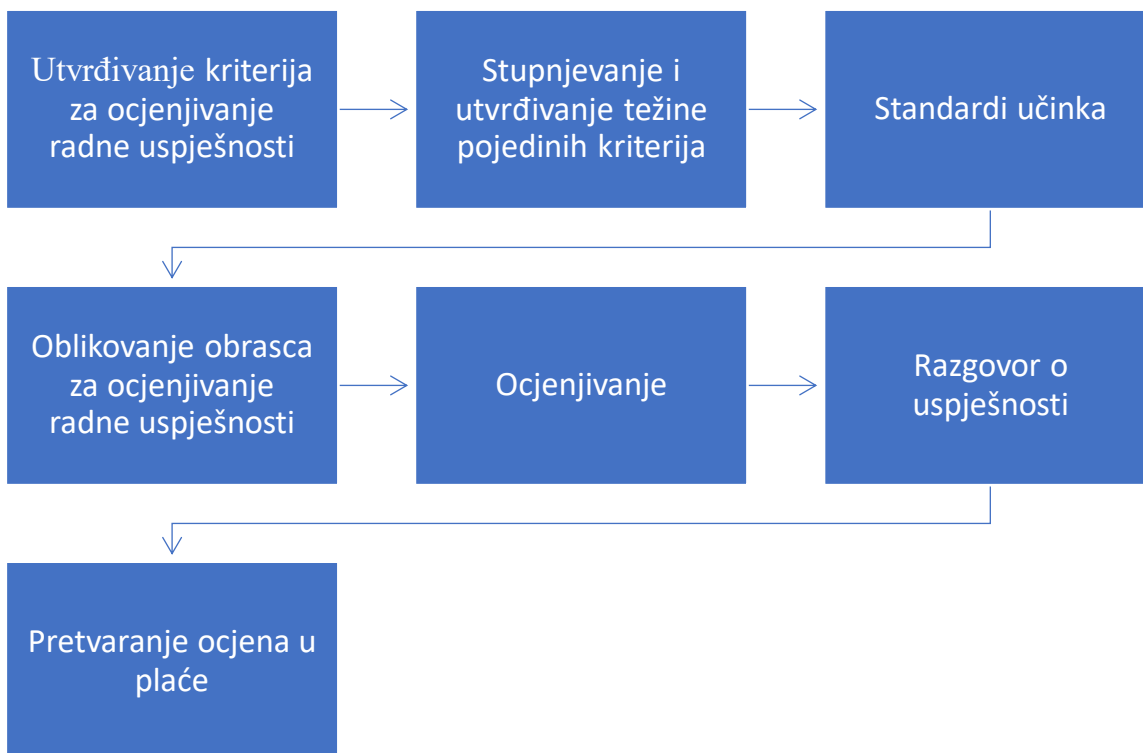 Utvrđivanje kriterija
za ocjenjivanje
radne uspješnosti
Stupnjevanje i
utvrđivanje težine
pojedinih kriterija
Standardi učinka
Oblikovanje obrasca
za ocjenjivanje
radne uspješnosti
Ocjenjivanje
Razgovor o
uspješnosti
Pretvaranje ocjena u
plaće